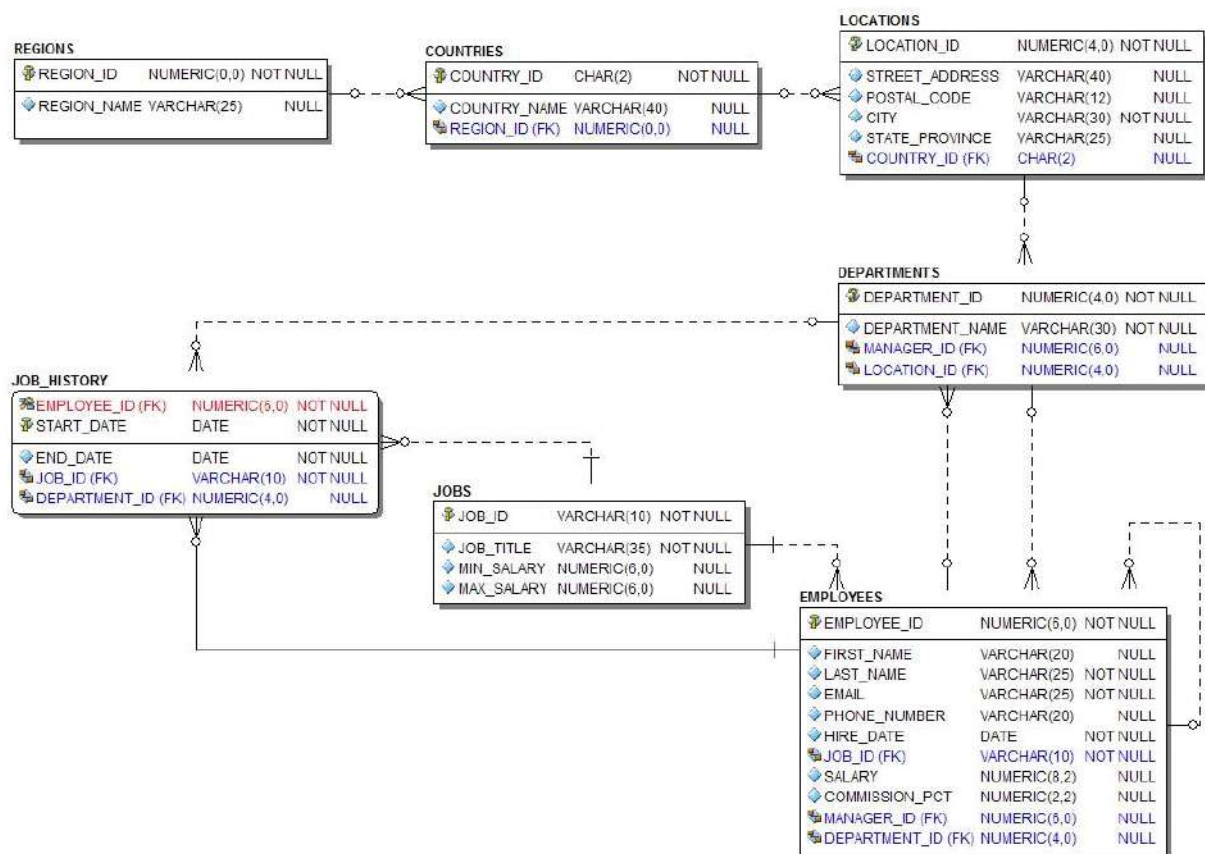 REGIONS
REGION_ID NUMERIC(0,0) NOT NULL
REGION_NAME VARCHAR(25) NULL
COUNTRIES
COUNTRY_ID CHAR(2) NOT NULL
COUNTRY_NAME VARCHAR(40) NULL
REGION_ID (FK) NUMERIC(0,0) NULL
LOCATIONS
LOCATION_ID NUMERIC(4,0) NOT NULL
STREET_ADDRESS VARCHAR(40) NULL
POSTAL_CODE VARCHAR(12) NULL
CITY VARCHAR(30) NOT NULL
STATE_PROVINCE VARCHAR(25) NULL
COUNTRY_ID (FK) CHAR(2) NULL
DEPARTMENTS
DEPARTMENT_ID NUMERIC(4,0) NOT NULL
DEPARTMENT_NAME VARCHAR(30) NOT NULL
MANAGER_ID (FK) NUMERIC(6,0) NULL
LOCATION_ID (FK) NUMERIC(4,0) NULL
JOB_HISTORY
EMPLOYEE_ID (FK) NUMERIC(6,0) NOT NULL
START_DATE DATE NOT NULL
END_DATE DATE NOT NULL
JOB_ID (FK) VARCHAR(10) NOT NULL
DEPARTMENT_ID (FK) NUMERIC(4,0) NULL
JOBS
JOB_ID VARCHAR(10) NOT NULL
JOB_TITLE VARCHAR(35) NOT NULL
MIN_SALARY NUMERIC(6,0) NULL
MAX_SALARY NUMERIC(6,0) NULL
EMPLOYEES
EMPLOYEE_ID NUMERIC(6,0) NOT NULL
FIRST_NAME VARCHAR(20) NULL
LAST_NAME VARCHAR(25) NOT NULL
EMAIL VARCHAR(25) NOT NULL
PHONE_NUMBER VARCHAR(20) NULL
HIRE_DATE DATE NOT NULL
JOB_ID (FK) VARCHAR(10) NOT NULL
SALARY NUMERIC(8,2) NULL
COMMISSION_PCT NUMERIC(2,2) NULL
MANAGER_ID (FK) NUMERIC(6,0) NULL
DEPARTMENT_ID (FK) NUMERIC(4,0) NULL